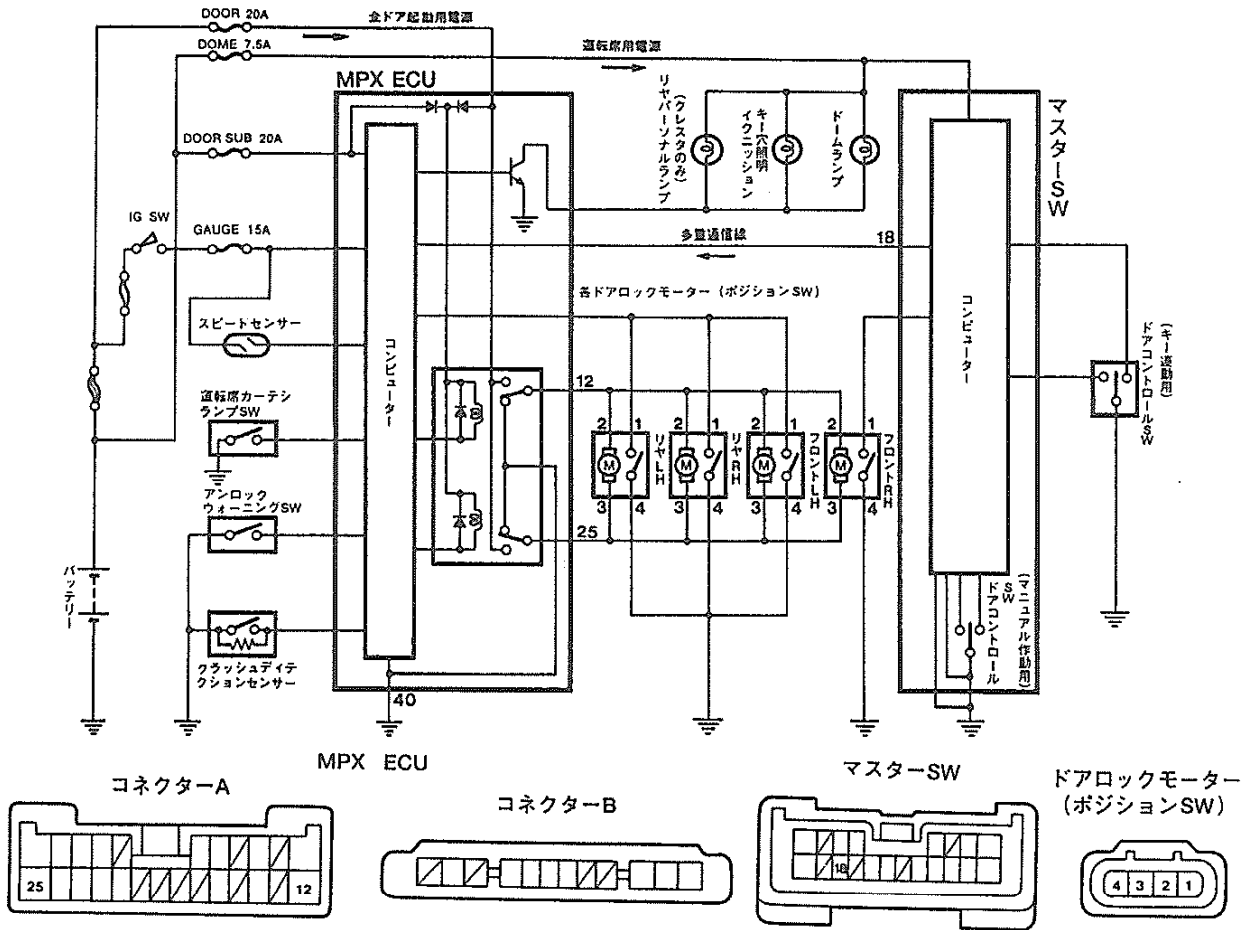 DOOR 20A
全ドア起動用電源
DOME 7.5A
運転席用電源
MPX ECU
DOOR SUB 20A
IG SW
GAUGE 15A
スピードセンサー
運転席カーテシ
ランプSW
アンロック
ウォーニングSW
クラッシュディテ
クションセンサー
バッテリー
コンピューター
リヤパーソナルランプ
(クレスタのみ)
イクニッション
キー穴照明
ドームランプ
マスターSW
多重通信線
18
各ドアロックモーター (ポジションSW)
コンピューター
(キー連動用)
ドアコントロールSW
12
2 1
2 1
2 1
2 1
M
M
M
M
リヤLH
リヤRH
フロントLH
フロントRH
3 4
3 4
3 4
3 4
25
40
(マニュアル作動用)
ドアコントロール
SW
MPX ECU
コネクターA
25
12
コネクターB
マスターSW
18
ドアロックモーター
(ポジションSW)
4 3 2 1